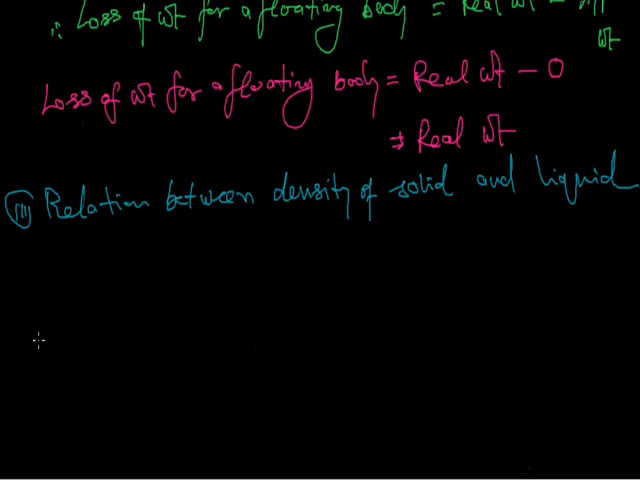 ∴ Loss of wt for a floating body = Real wt -
wt
Loss of wt for a floating body = Real wt - 0
⇒ Real wt
(III) Relation between density of solid and liquid